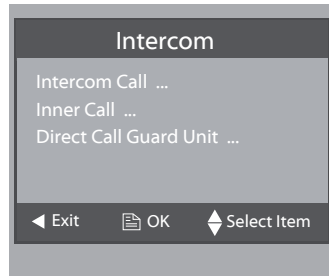 Intercom
Intercom Call ...
Inner Call ...
Direct Call Guard Unit ...
Exit OK Select Item